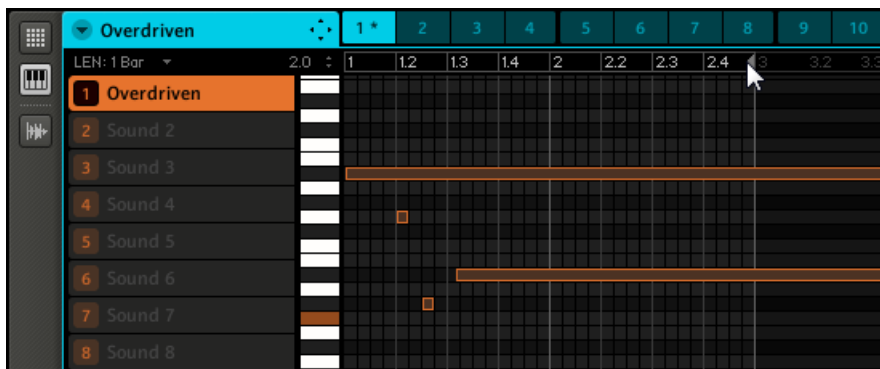 Overdriven 1 * 2 3 4 5 6 7 8 9 10
LEN: 1 Bar 2.0 1 1.2 1.3 1.4 2 2.2 2.3 2.4 3 3.2 3.3
1 Overdriven
2 Sound 2
3 Sound 3
4 Sound 4
5 Sound 5
6 Sound 6
7 Sound 7
8 Sound 8